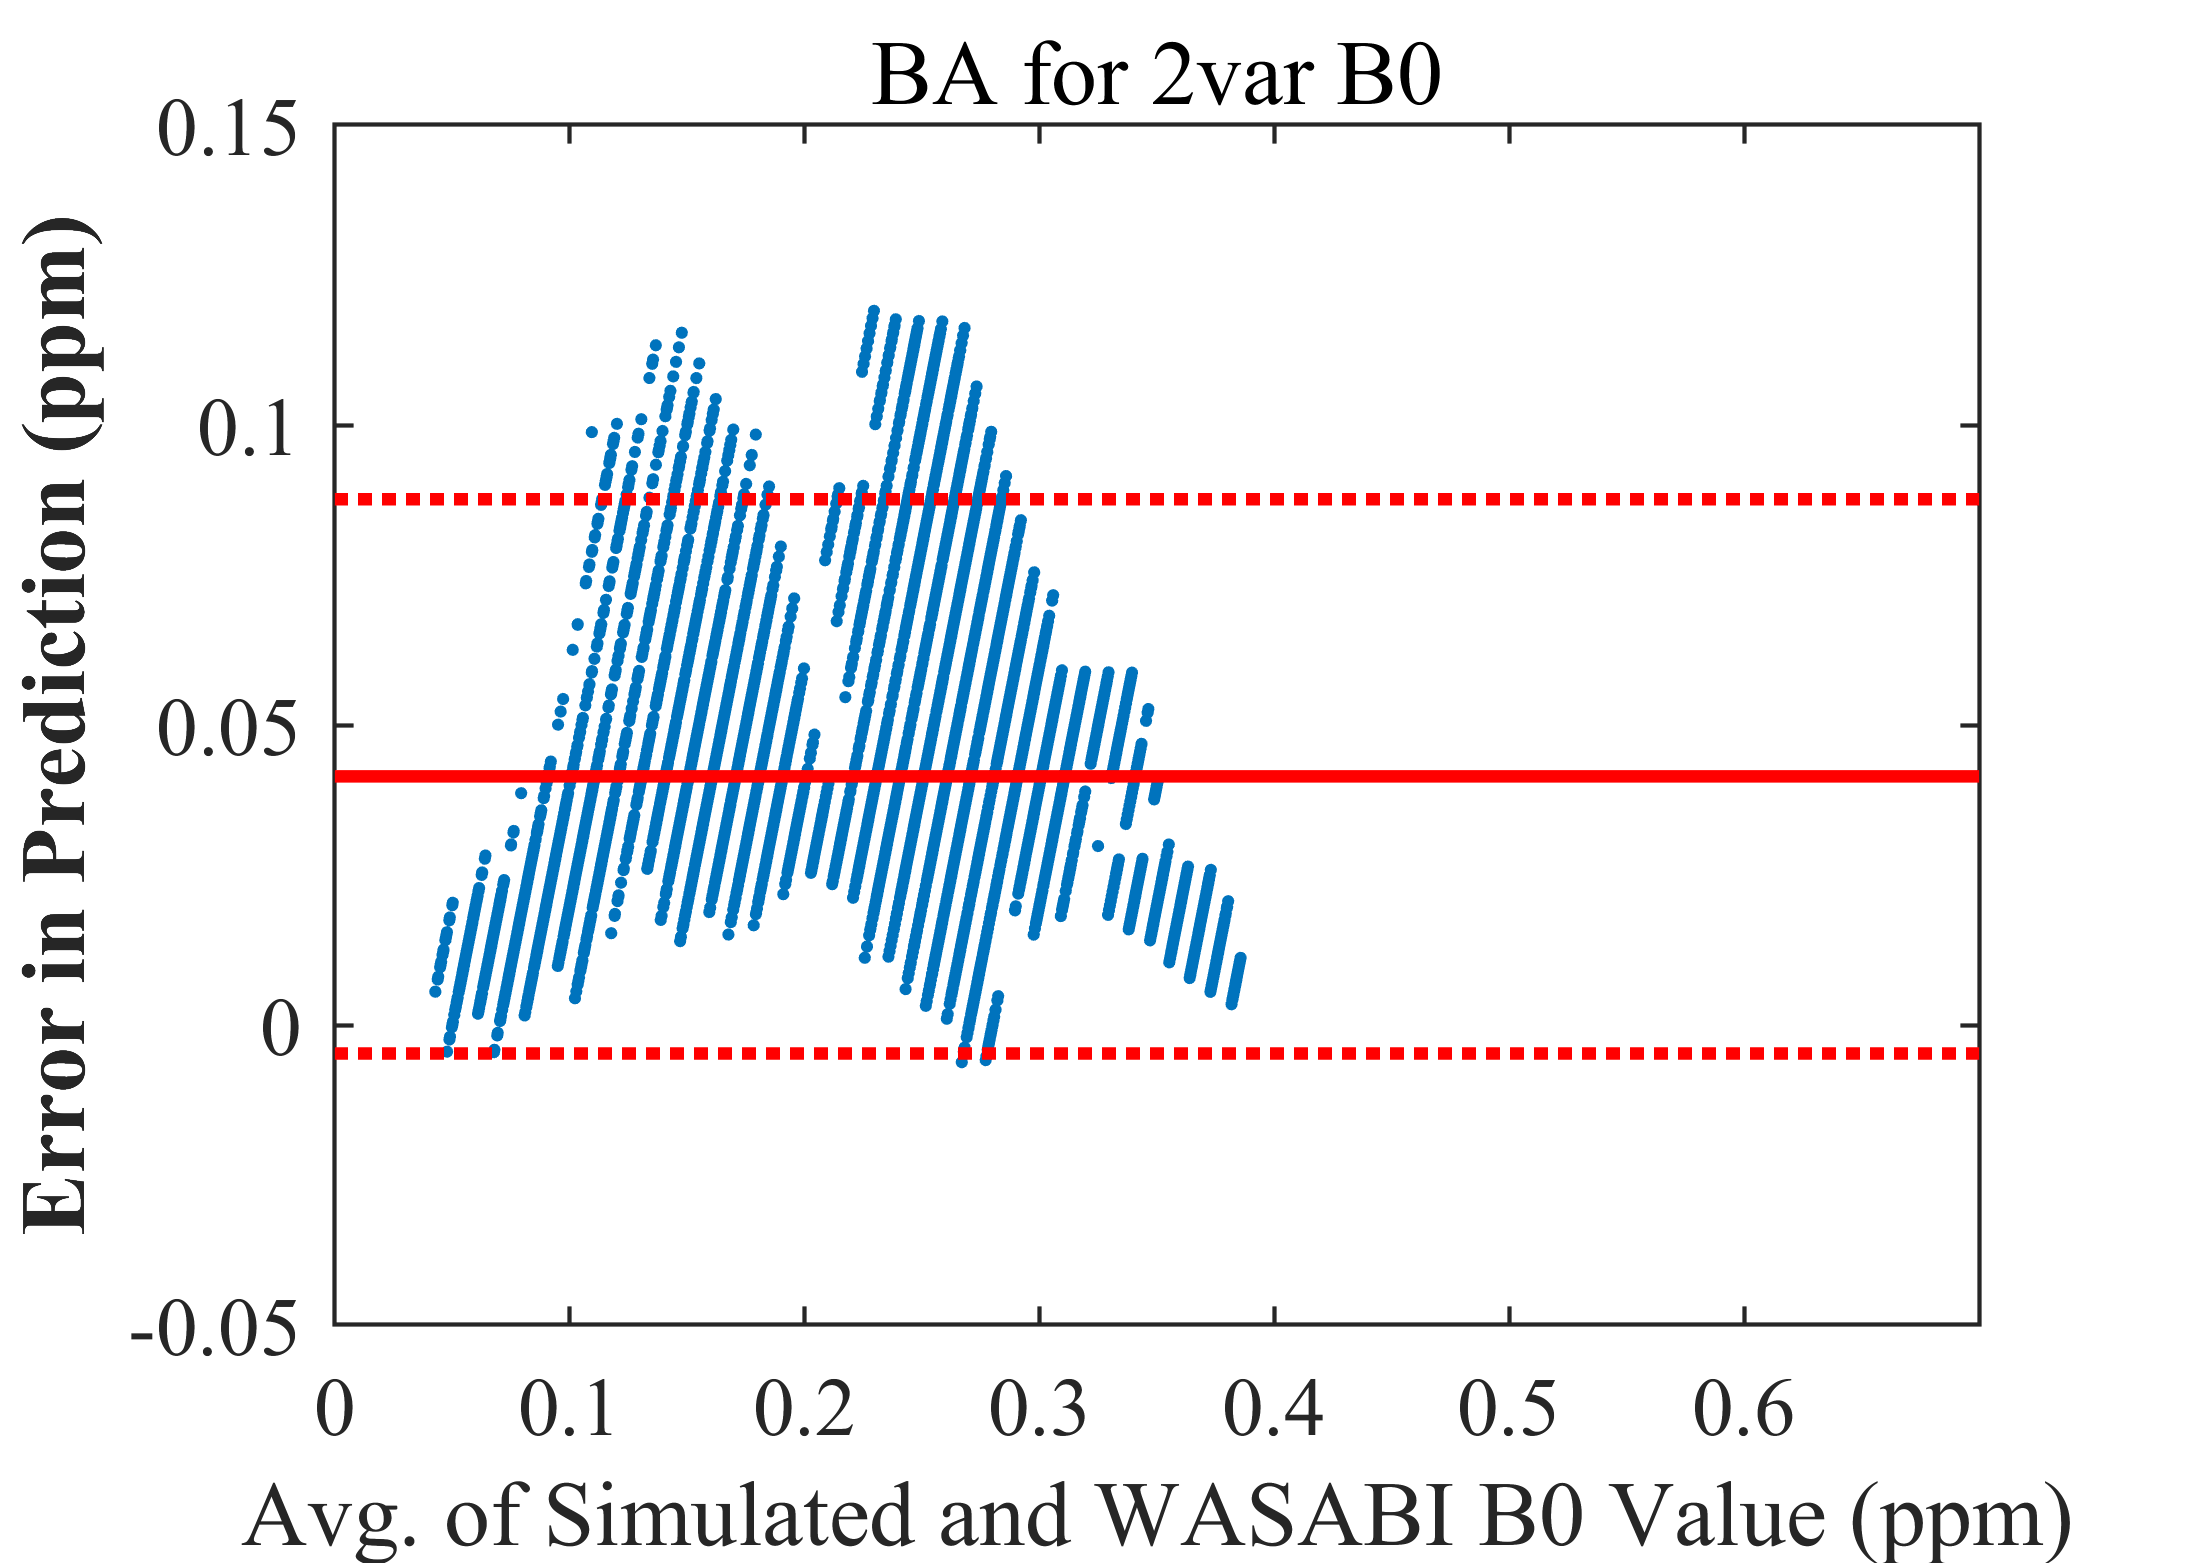 BA for 2var B0
Error in Prediction (ppm)
0.15
0.1
0.05
0
-0.05
0 0.1 0.2 0.3 0.4 0.5 0.6
Avg. of Simulated and WASABI B0 Value (ppm)